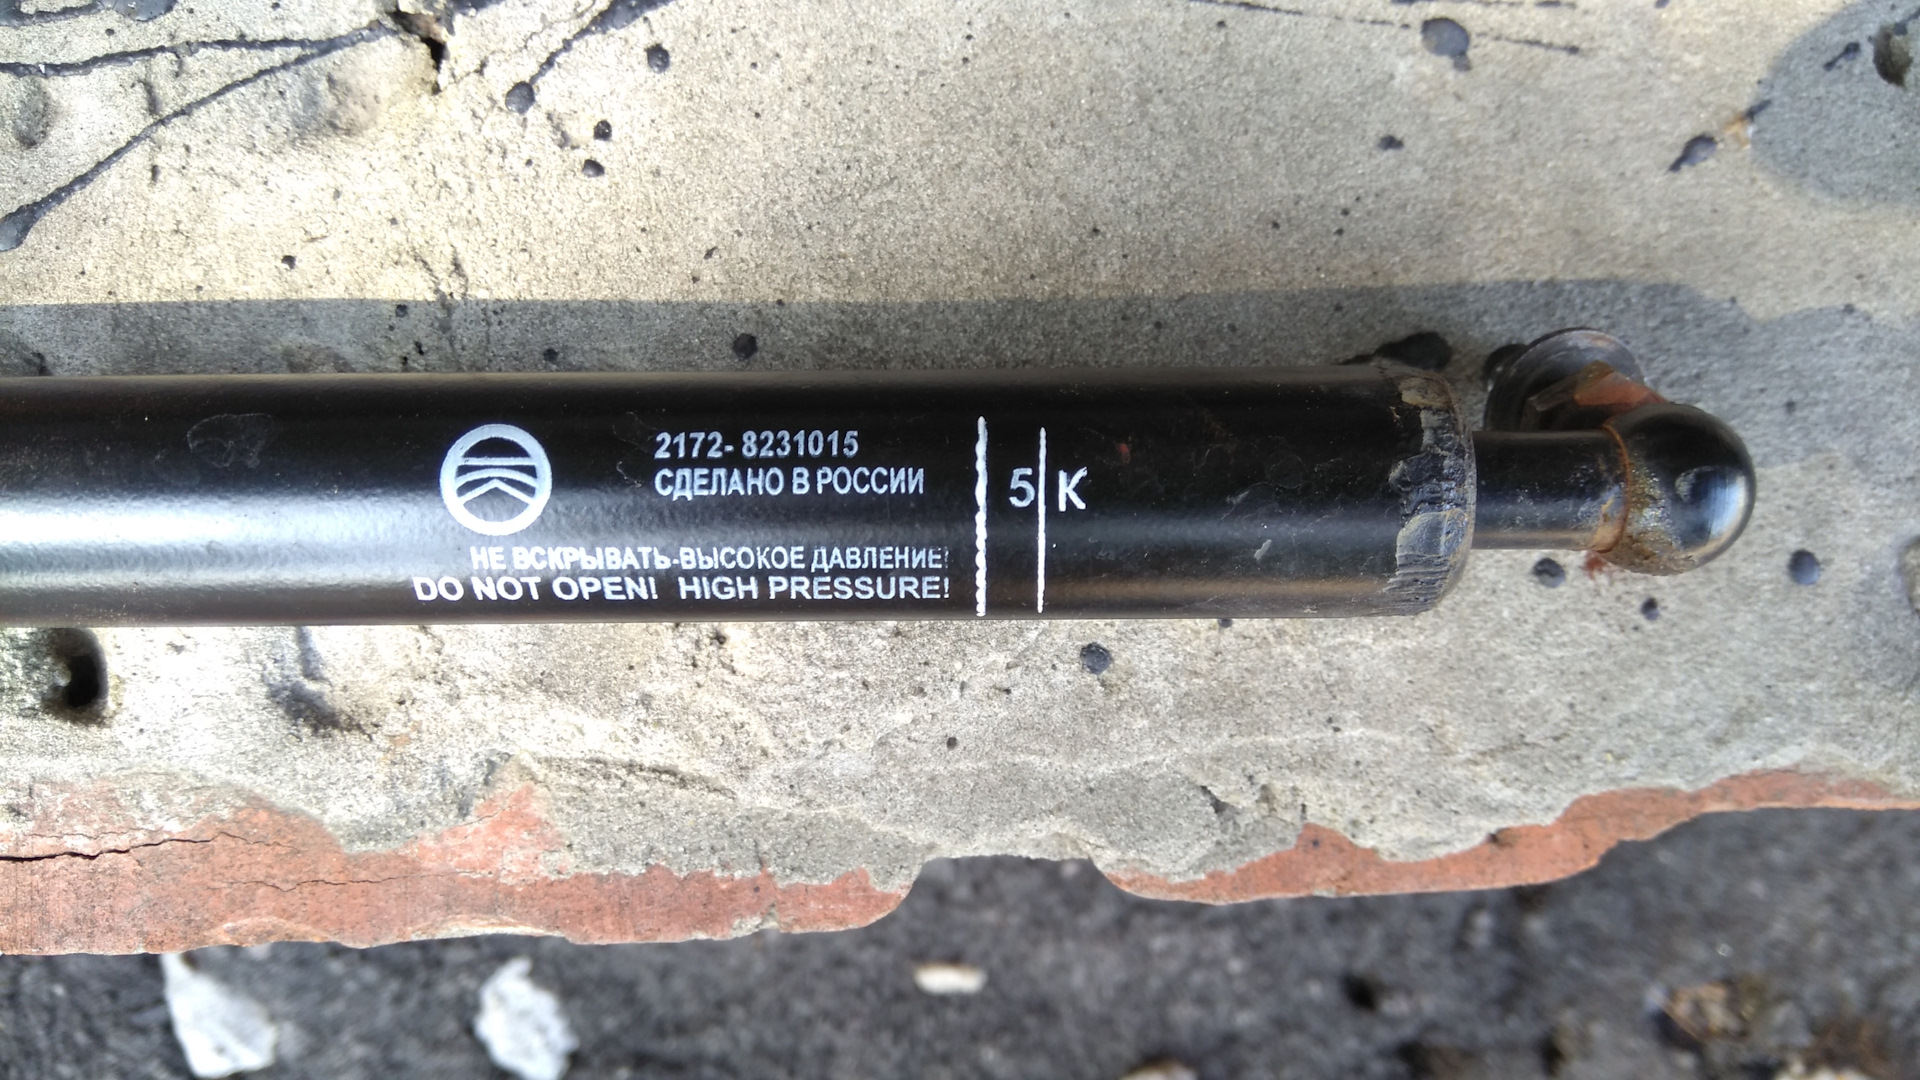 2172- 8231015
СДЕЛАНО В РОССИИ
НЕ ВСКРЫВАТЬ-ВЫСОКОЕ ДАВЛЕНИЕ!
DO NOT OPEN! HIGH PRESSURE!
5 К